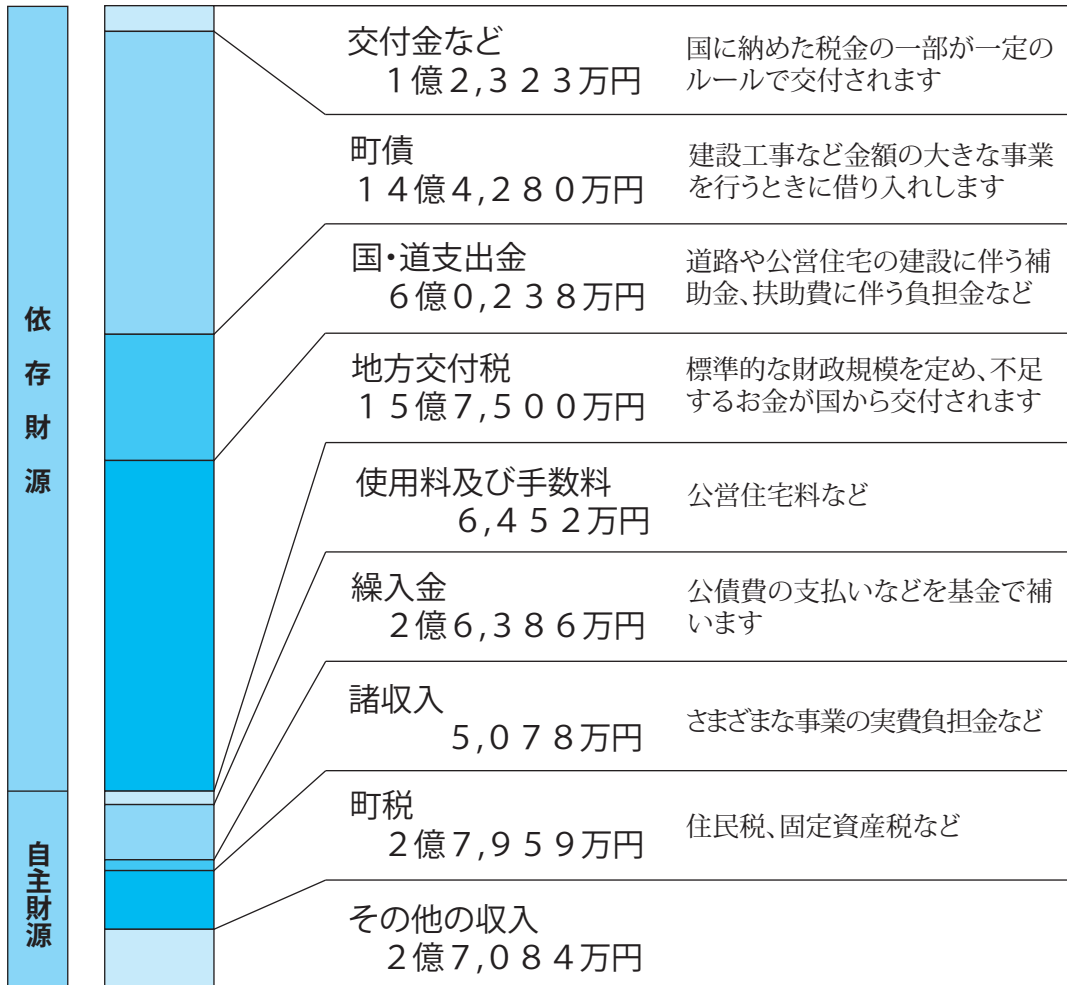 依存財源
交付金など
1億2,323万円
国に納めた税金の一部が一定の
ルールで交付されます
町債
14億4,280万円
建設工事など金額の大きな事業
を行うときに借り入れします
国・道支出金
6億0,238万円
道路や公営住宅の建設に伴う補
助金、扶助費に伴う負担金など
地方交付税
15億7,500万円
標準的な財政規模を定め、不足
するお金が国から交付されます
自主財源
使用料及び手数料
6,452万円
公営住宅料など
繰入金
2億6,386万円
公債費の支払いなどを基金で補
います
諸収入
5,078万円
さまざまな事業の実費負担金など
町税
2億7,959万円
住民税、固定資産税など
その他の収入
2億7,084万円